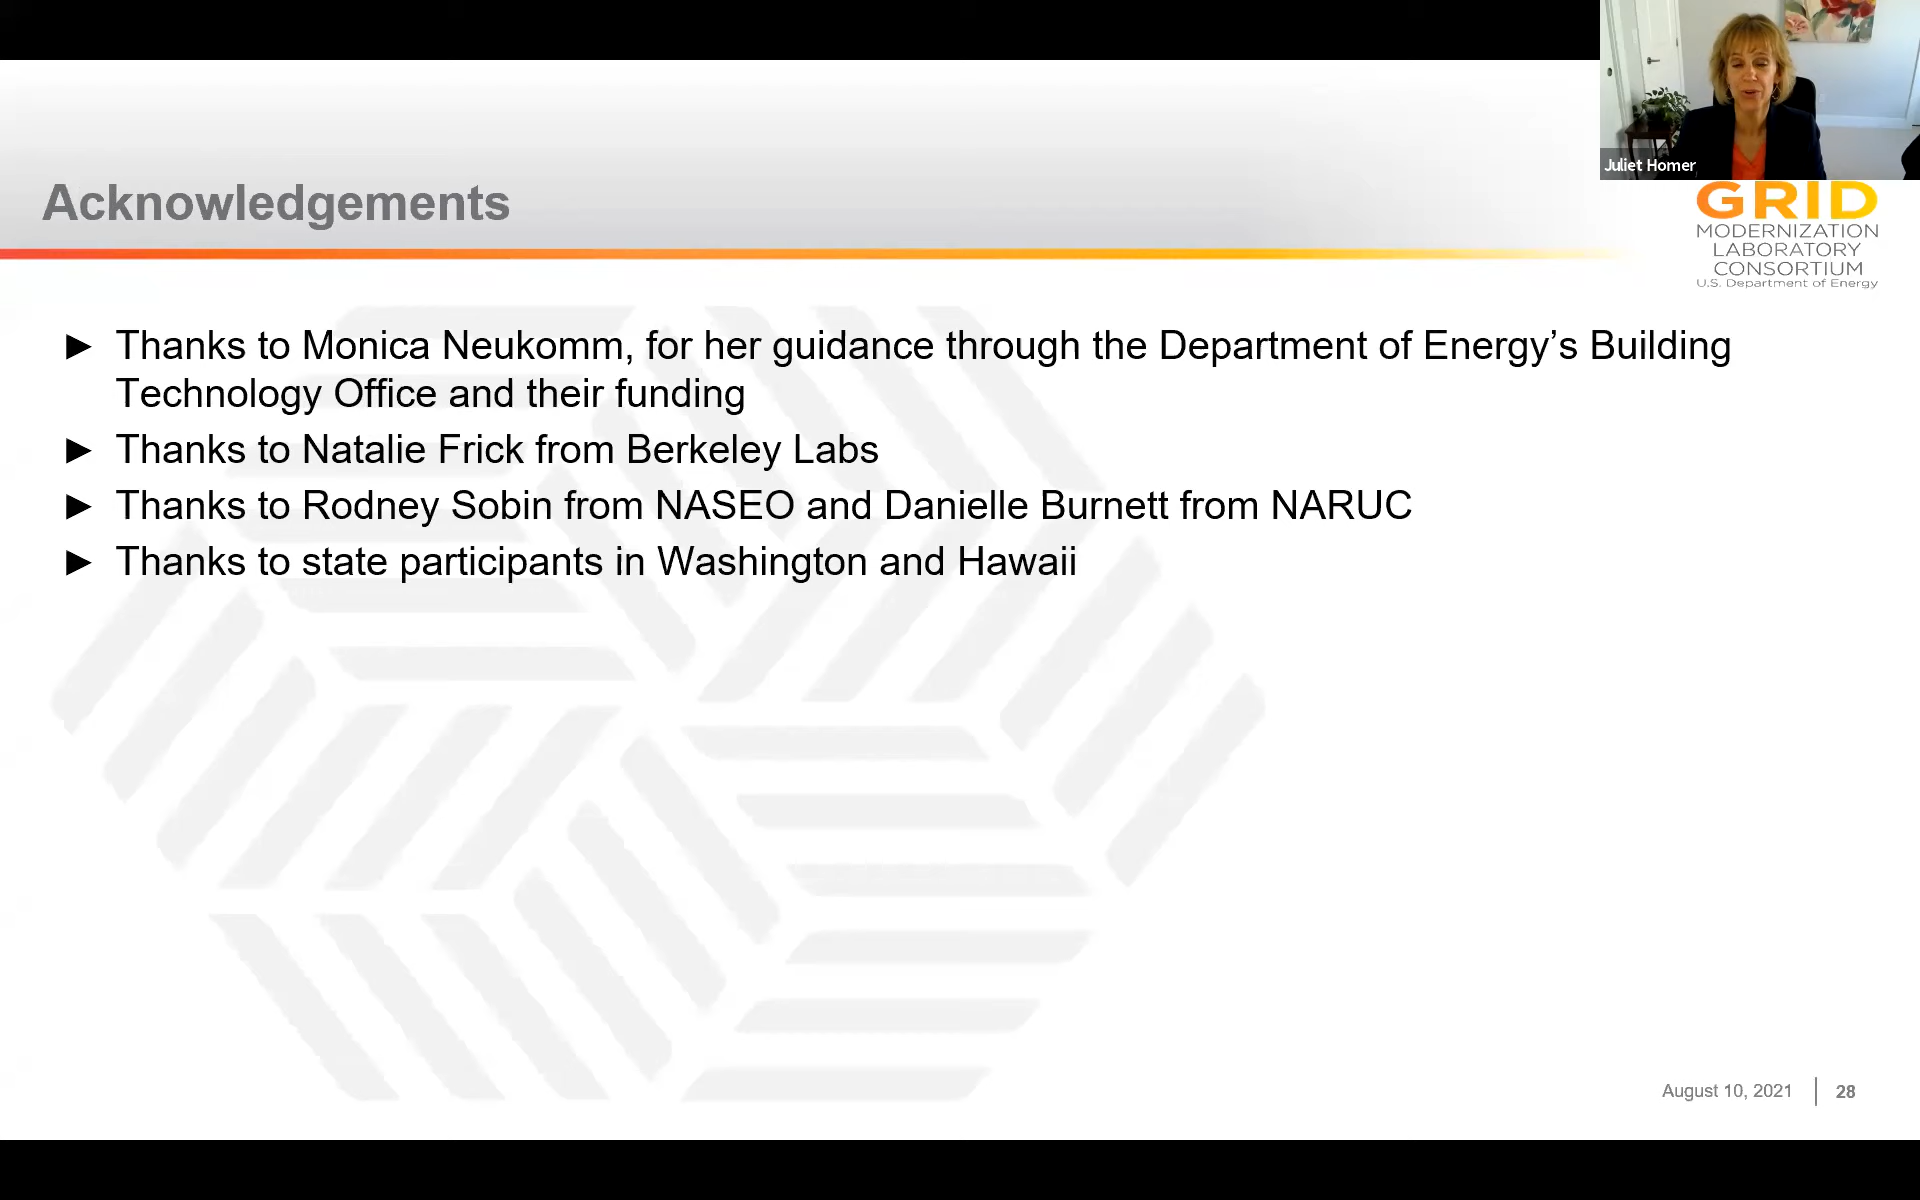 Juliet Homer
Acknowledgements
GRID
MODERNIZATION
LABORATORY
CONSORTIUM
U.S. Department of Energy
► Thanks to Monica Neukomm, for her guidance through the Department of Energy’s Building
Technology Office and their funding
► Thanks to Natalie Frick from Berkeley Labs
► Thanks to Rodney Sobin from NASEO and Danielle Burnett from NARUC
► Thanks to state participants in Washington and Hawaii
August 10, 2021 | 28